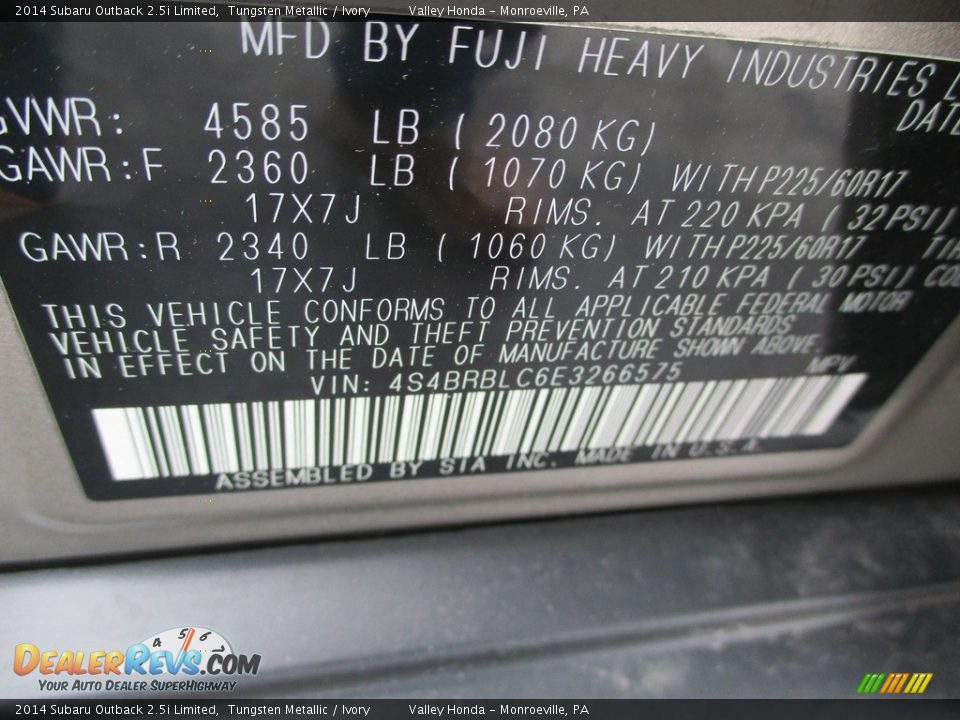 2014 Subaru Outback 2.5i Limited, Tungsten Metallic / Ivory Valley Honda - Monroeville, PA
MFD BY FUJI HEAVY INDUSTRIES
GVWR: 4585 LB ( 2080 KG)
GAWR:F 2360 LB ( 1070 KG) WITH P225/60R17
17X7J RIMS. AT 220 KPA ( 32PSI)
GAWR:R 2340 LB ( 1060 KG) WITH P225/60R17
17X7J RIMS. AT 210 KPA ( 30PSI)
THIS VEHICLE CONFORMS TO ALL APPLICABLE FEDERAL MOTOR
VEHICLE SAFETY AND THEFT PREVENTION STANDARDS
IN EFFECT ON THE DATE OF MANUFACTURE SHOWN ABOVE.
VIN: 4S4BRBLC6E3266575 MPV
ASSEMBLED BY SIA INC. MADE IN U.S.A.
4 5 6
DEALERREVS.COM
YOUR AUTO DEALER SUPERHIGHWAY
2014 Subaru Outback 2.5i Limited, Tungsten Metallic / Ivory Valley Honda - Monroeville, PA